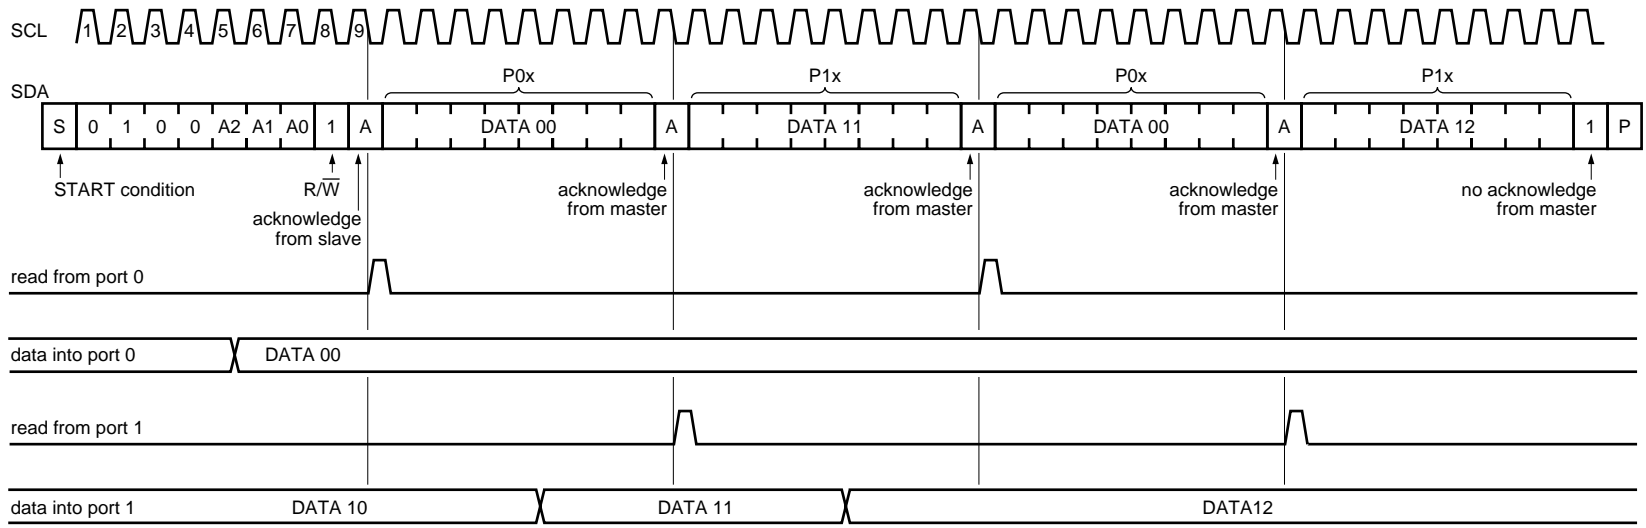 SCL 1 2 3 4 5 6 7 8 9
P0x P1x P0x P1x
SDA
S 0 1 0 0 A2 A1 A0 1 A DATA 00 A DATA 11 A DATA 00 A DATA 12 1 P
START condition R/W acknowledge from master acknowledge from master acknowledge from master no acknowledge from master
acknowledge
from slave
read from port 0
data into port 0 DATA 00
read from port 1
data into port 1 DATA 10 DATA 11 DATA12